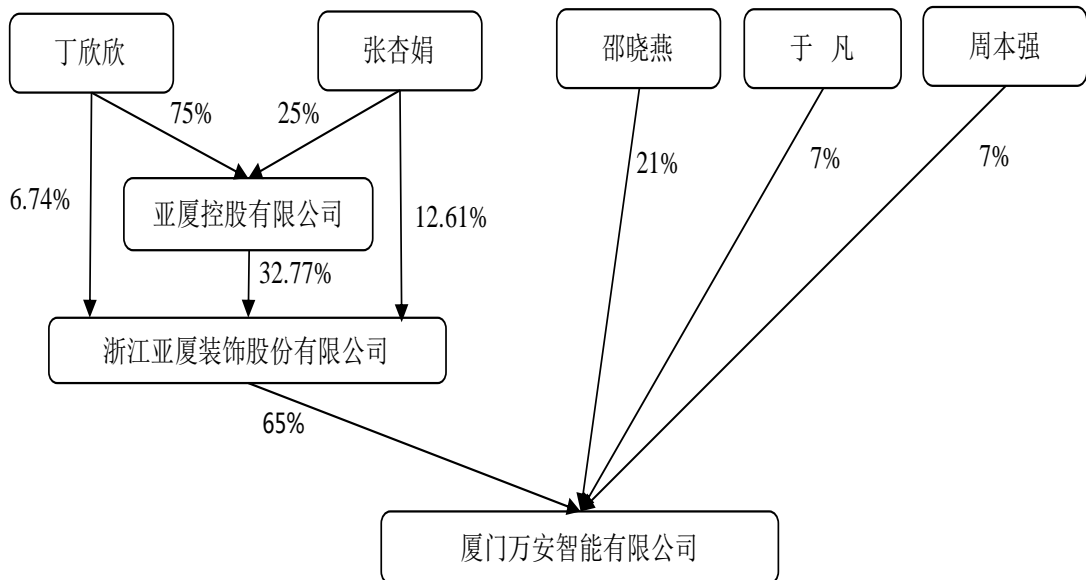 丁欣欣
张杏娟
邵晓燕
于 凡
周本强
75%
25%
21%
7%
7%
6.74%
亚厦控股有限公司
12.61%
32.77%
浙江亚厦装饰股份有限公司
65%
厦门万安智能有限公司